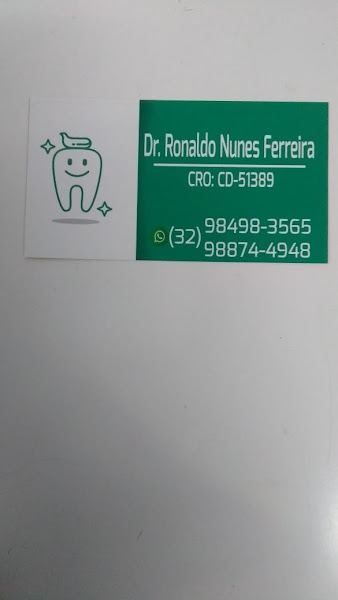 Dr. Ronaldo Nunes Ferreira
CRO: CD-51389
(32) 98498-3565
98874-4948